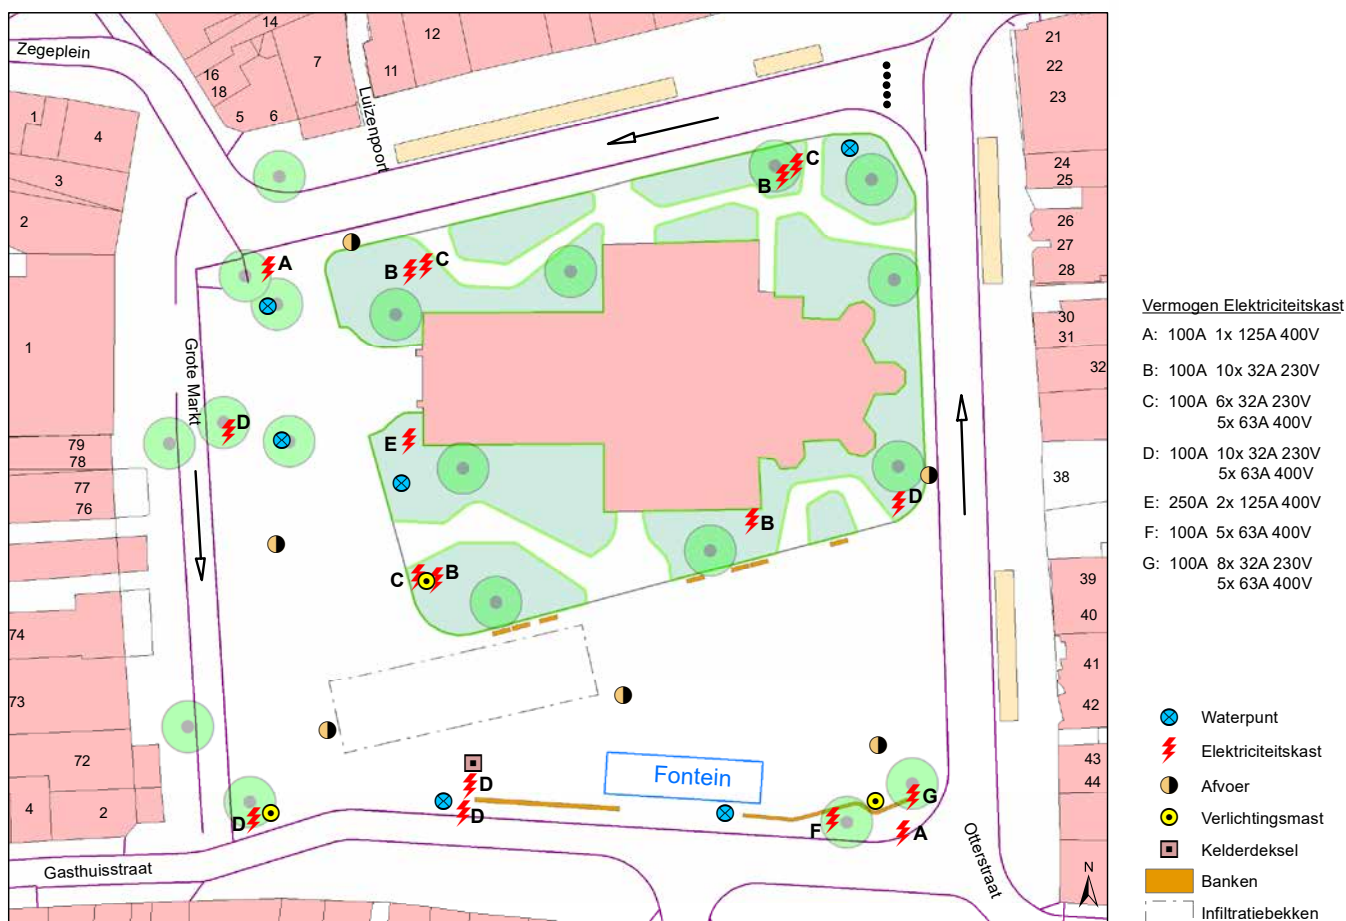 Zegeplein
14
12
7
11
16
18
5
6
1
4
3
2
1
Luizenpoort
21
22
23
24
25
26
27
28
30
31
32
38
39
40
41
42
43
44
C
B
A
B
C
Grote Markt
D
E
79
78
77
76
D
B
C
B
74
73
72
4
2
D
D
D
Fontein
G
F
A
Gasthuisstraat
Otterstraat
N
Vermogen Elektriciteitskast
A: 100A 1x 125A 400V
B: 100A 10x 32A 230V
C: 100A 6x 32A 230V
5x 63A 400V
D: 100A 10x 32A 230V
5x 63A 400V
E: 250A 2x 125A 400V
F: 100A 5x 63A 400V
G: 100A 8x 32A 230V
5x 63A 400V
Waterpunt
Elektriciteitskast
Afvoer
Verlichtingsmast
Kelderdeksel
Banken
Infiltratiebekken